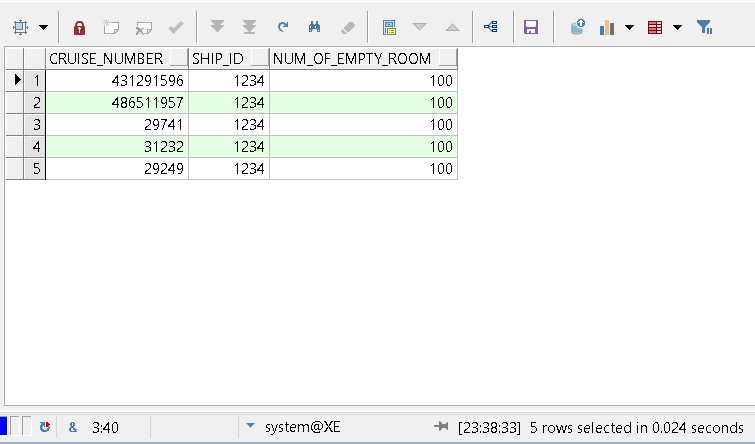 CRUISE_NUMBER SHIP_ID NUM_OF_EMPTY_ROOM
1 431291596 1234 100
2 486511957 1234 100
3 29741 1234 100
4 31232 1234 100
5 29249 1234 100
& 3:40 system@XE [23:38:33] 5 rows selected in 0.024 seconds